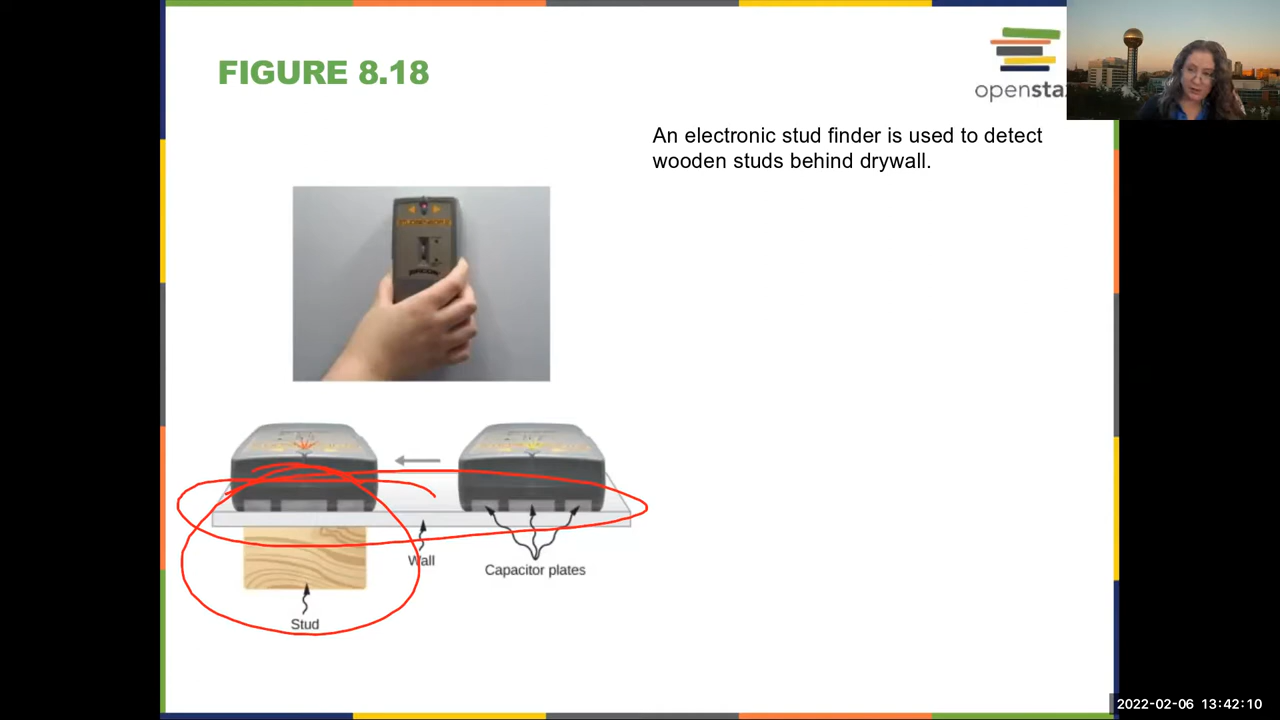 FIGURE 8.18
openstax
An electronic stud finder is used to detect
wooden studs behind drywall.
Wall
Capacitor plates
Stud
2022-02-06 13:42:10